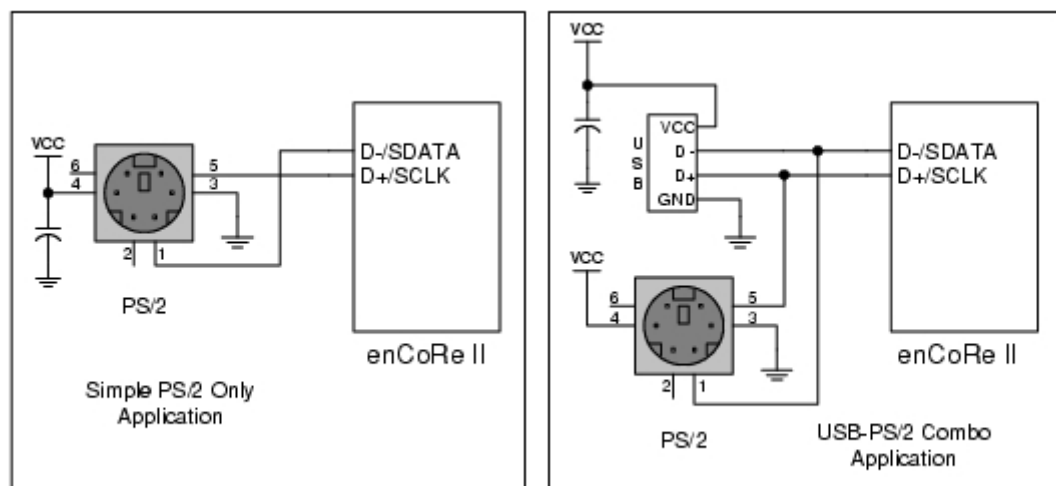 VCC
6
4
5
3
2
1
PS/2
D-/SDATA
D+/SCLK
enCoRe II
Simple PS/2 Only
Application
VCC
U
S
B
VCC
D-
D+
GND
D-/SDATA
D+/SCLK
enCoRe II
VCC
6
4
5
3
2
1
PS/2
USB-PS/2 Combo
Application